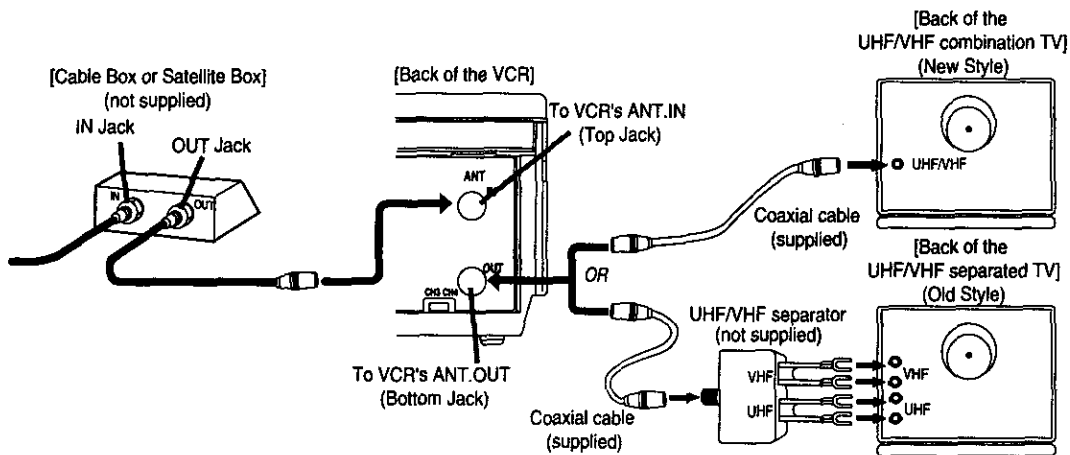 [Cable Box or Satellite Box]
(not supplied)
IN Jack
OUT Jack
IN
OUT
[Back of the VCR]
To VCR's ANT.IN
(Top Jack)
ANT
OUT
CH3 CH4
To VCR's ANT.OUT
(Bottom Jack)
OR
Coaxial cable
(supplied)
[Back of the
UHF/VHF combination TV]
(New Style)
UHF/VHF
Coaxial cable
(supplied)
UHF/VHF separator
(not supplied)
VHF
UHF
[Back of the
UHF/VHF separated TV]
(Old Style)
VHF
UHF